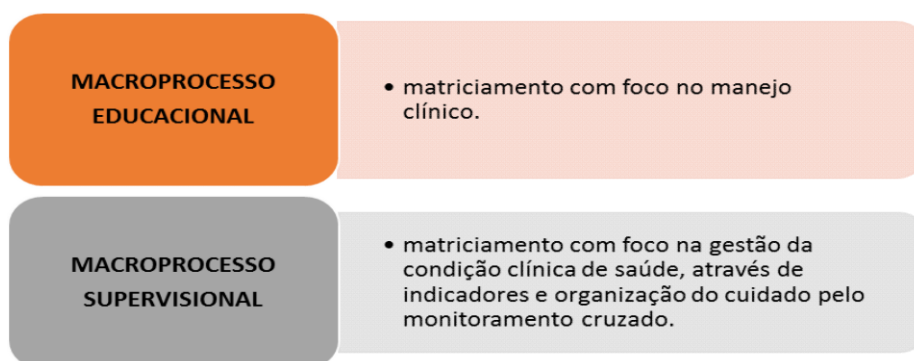 MACROPROCESSO
EDUCACIONAL
• matriciamento com foco no manejo
clínico.
MACROPROCESSO
SUPERVISIONAL
• matriciamento com foco na gestão da
condição clínica de saúde, através de
indicadores e organização do cuidado pelo
monitoramento cruzado.